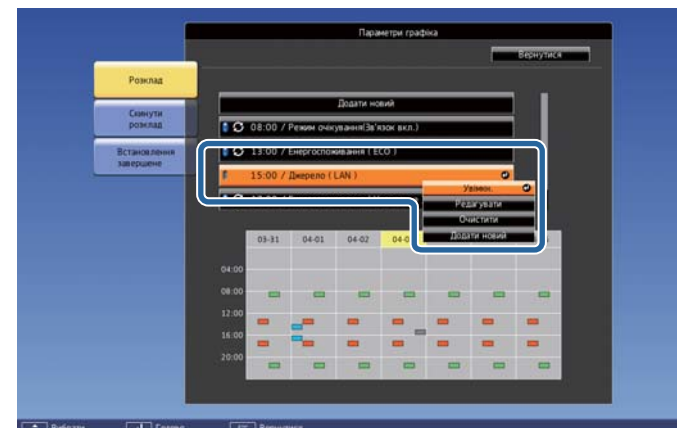 Параметри графіка
Вернутися
Розклад
Скинути
розклад
Встановлення
завершене
Додати новий
08:00 / Режим очікування(Зв'язок вкл.)
13:00 / Енергоспоживання ( ECO )
15:00 / Джерело ( LAN )
Увімкн.
Редагувати
Очистити
Додати новий
03-31 04-01 04-02
04:00
08:00
12:00
16:00
20:00